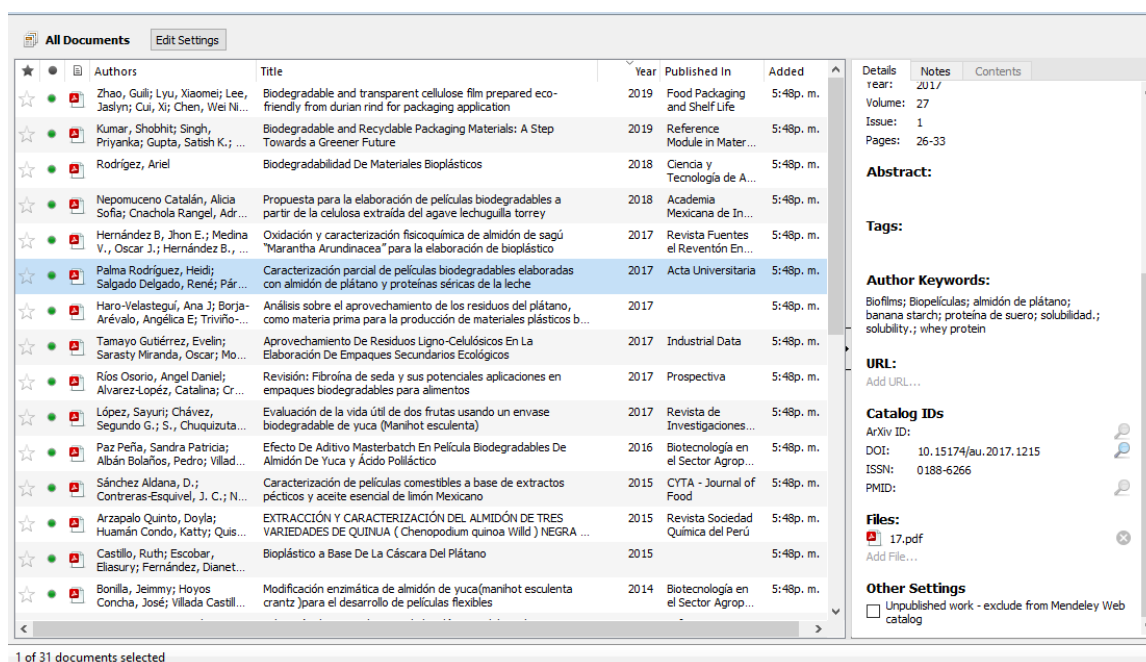 All Documents Edit Settings
Authors Title Year Published In Added
Zhao, Guili; Lyu, Xiaomei; Lee, Biodegradable and transparent cellulose film prepared eco- 2019 Food Packaging 5:48p. m.
Jaslyn; Cui, Xi; Chen, Wei Ni... friendly from durian rind for packaging application and Shelf Life
Kumar, Shobhit; Singh, Biodegradable and Recyclable Packaging Materials: A Step 2019 Reference 5:48p. m.
Priyanka; Gupta, Satish K.; ... Towards a Greener Future Module in Mater...
Rodrígez, Ariel Biodegradabilidad De Materiales Bioplásticos 2018 Ciencia y 5:48p. m.
Tecnología de A...
Nepomuceno Catalán, Alicia Propuesta para la elaboración de películas biodegradables a 2018 Academia 5:48p. m.
Sofia; Cnachola Rangel, Adr... partir de la celulosa extraída del agave lechuguilla torrey Mexicana de In...
Hernández B, Jhon E.; Medina Oxidación y caracterización fisicoquímica de almidón de sagú 2017 Revista Fuentes 5:48p. m.
V., Oscar J.; Hernández B., ... "Marantha Arundinacea" para la elaboración de bioplástico el Reventón En...
Palma Rodríguez, Heidi; Caracterización parcial de películas biodegradables elaboradas 2017 Acta Universitaria 5:48p. m.
Salgado Delgado, René; Pár... con almidón de plátano y proteínas séricas de la leche
Haro-Velasteguí, Ana J; Borja- Análisis sobre el aprovechamiento de los residuos del plátano, 2017 5:48p. m.
Arévalo, Angélica E; Triviño-... como materia prima para la producción de materiales plásticos b...
Tamayo Gutiérrez, Evelin; Aprovechamiento De Residuos Ligno-Celulósicos En La 2017 Industrial Data 5:48p. m.
Sarasty Miranda, Oscar; Mo... Elaboración De Empaques Secundarios Ecológicos
Ríos Osorio, Angel Daniel; Revisión: Fibroína de seda y sus potenciales aplicaciones en 2017 Prospectiva 5:48p. m.
Alvarez-Lopéz, Catalina; Cr... empaques biodegradables para alimentos
López, Sayuri; Chávez, Evaluación de la vida útil de dos frutas usando un envase 2017 Revista de 5:48p. m.
Segundo G.; S., Chuquizuta... biodegradable de yuca (Manihot esculenta) Investigaciones...
Paz Peña, Sandra Patricia; Efecto De Aditivo Masterbatch En Película Biodegradables De 2016 Biotecnología en 5:48p. m.
Albán Bolaños, Pedro; Villad... Almidón De Yuca y Ácido Poliláctico el Sector Agrop...
Sánchez Aldana, D.; Caracterización de películas comestibles a base de extractos 2015 CYTA - Journal of 5:48p. m.
Contreras-Esquivel, J. C.; N... pécticos y aceite esencial de limón Mexicano Food
Arzapalo Quinto, Doyla; EXTRACCIÓN Y CARACTERIZACIÓN DEL ALMIDÓN DE TRES 2015 Revista Sociedad 5:48p. m.
Huamán Condo, Katty; Quis... VARIEDADES DE QUINUA ( Chenopodium quinoa Willd ) NEGRA ... Química del Perú
Castillo, Ruth; Escobar, Bioplástico a Base De La Cáscara Del Plátano 2015 5:48p. m.
Eliasury; Fernández, Dianet...
Bonilla, Jeimmy; Hoyos Modificación enzimática de almidón de yuca(manihot esculenta 2014 Biotecnología en 5:48p. m.
Concha, José; Villada Castill... crantz )para el desarrollo de películas flexibles el Sector Agrop...
1 of 31 documents selected
Details Notes Contents
Year: 2017
Volume: 27
Issue: 1
Pages: 26-33
Abstract:
Tags:
Author Keywords:
Biofilms; Biopelículas; almidón de plátano;
banana starch; proteína de suero; solubilidad.;
solubility.; whey protein
URL:
Add URL...
Catalog IDs
ArXiv ID:
DOI: 10.15174/au.2017.1215
ISSN: 0188-6266
PMID:
Files:
17.pdf
Add File...
Other Settings
Unpublished work - exclude from Mendeley Web
catalog